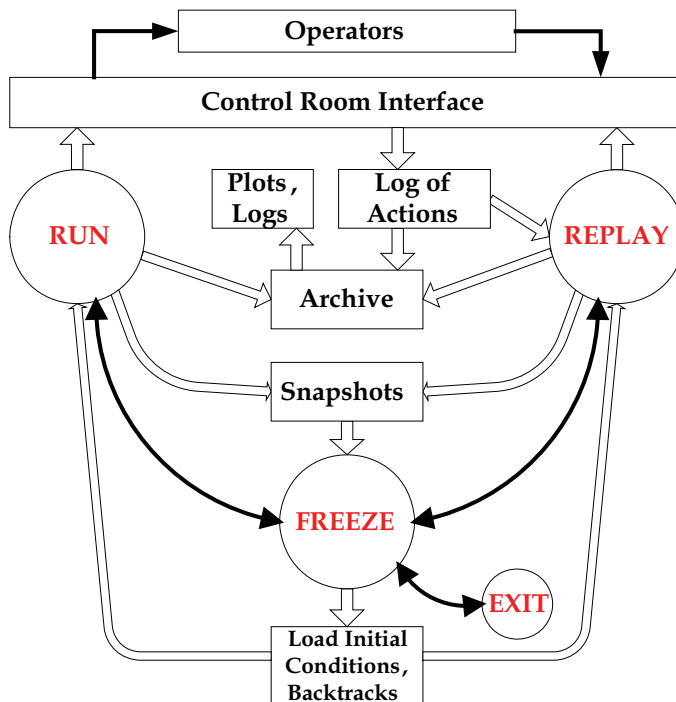 Operators
Control Room Interface
Plots,
Logs
Log of
Actions
RUN
REPLAY
Archive
Snapshots
FREEZE
EXIT
Load Initial
Conditions,
Backtracks